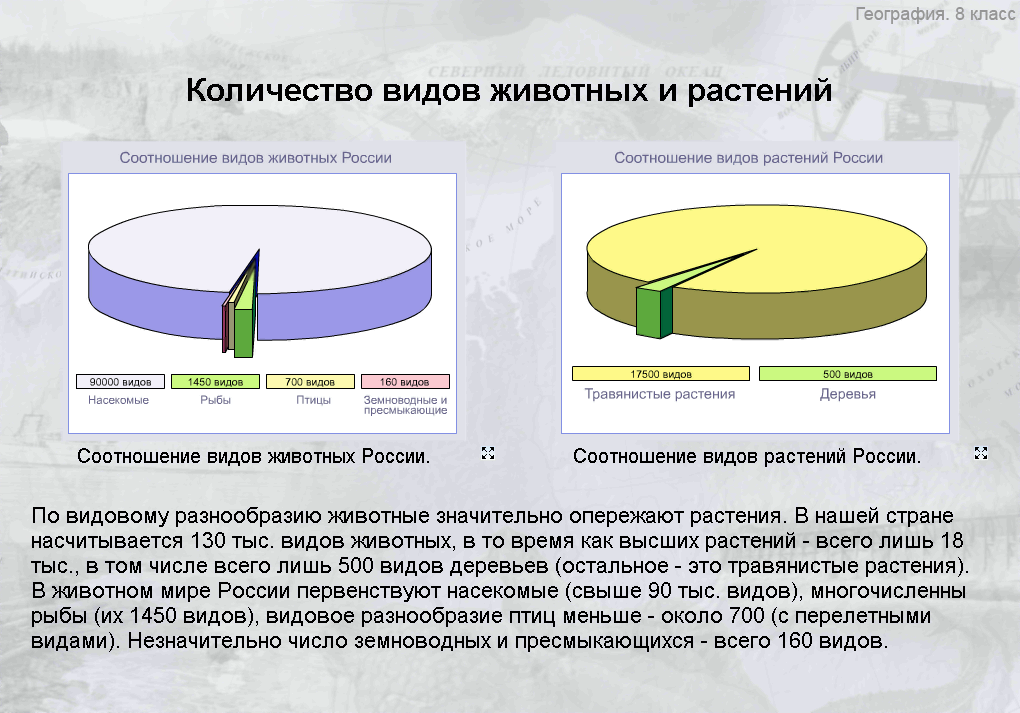 География. 8 класс
СЕВЕРНЫЙ ЛЕДОВИТЫЙ ОКЕАН
Количество видов животных и растений
Соотношение видов животных России
90000 видов
1450 видов
700 видов
160 видов
Насекомые
Рыбы
Птицы
Земноводные и
пресмыкающие
Соотношение видов животных России.
Соотношение видов растений России
17500 видов
500 видов
Травянистые растения
Деревья
Соотношение видов растений России.
По видовому разнообразию животные значительно опережают растения. В нашей стране
насчитывается 130 тыс. видов животных, в то время как высших растений - всего лишь 18
тыс., в том числе всего лишь 500 видов деревьев (остальное - это травянистые растения).
В животном мире России первенствуют насекомые (свыше 90 тыс. видов), многочисленны
рыбы (их 1450 видов), видовое разнообразие птиц меньше - около 700 (с перелетными
видами). Незначительно число земноводных и пресмыкающихся - всего 160 видов.